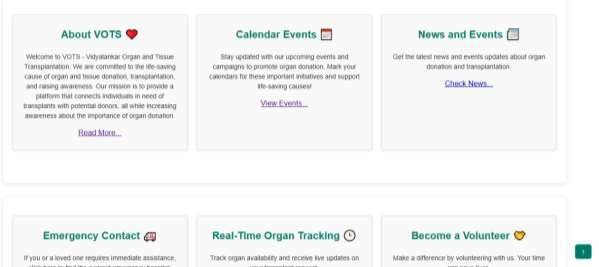 About VOTS ❤️
Welcome to VOTS - Vidyalankar Organ and Tissue
Transplantation. We are committed to the life-saving
cause of organ and tissue donation, transplantation,
and raising awareness. Our mission is to provide a
platform that connects individuals in need of
transplants with potential donors, all while increasing
awareness about the importance of organ donation.
Read More...
Calendar Events 📅
Stay updated with our upcoming events and
campaigns to promote organ donation. Mark your
calendars for these important initiatives and support
life-saving causes!
View Events...
News and Events 📰
Get the latest news and events updates about organ
donation and transplantation.
Check News...
Emergency Contact 🚑
If you or a loved one requires immediate assistance,
Real-Time Organ Tracking 🕒
Track organ availability and receive live updates on
Become a Volunteer 💛
Make a difference by volunteering with us. Your time